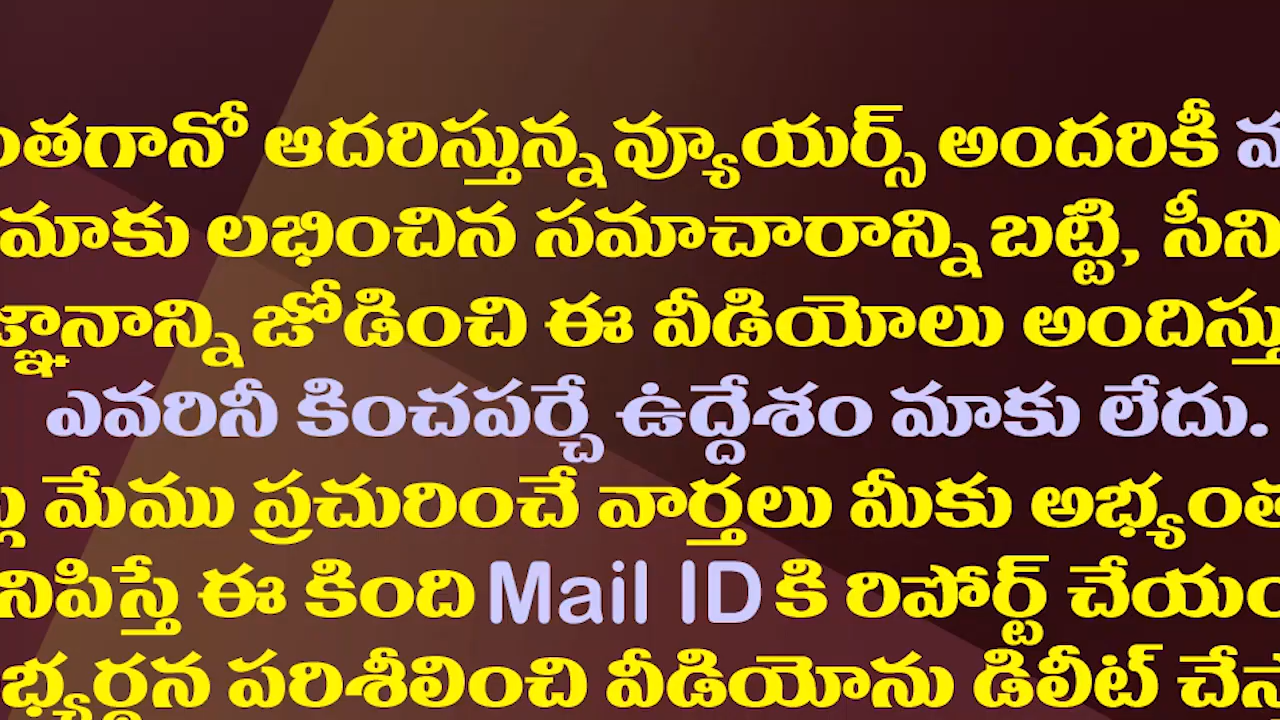 ంతగానో ఆదరిస్తున్న వ్యూయర్స్ అందరికీ
మాకు లభించిన సమాచారాన్ని బట్టి, సిని
జ్ఞానాన్ని జోడించి ఈ వీడియోలు అందిస్తు
ఎవరినీ కించపర్చే ఉద్దేశం మాకు లేదు.
మేము ప్రచురించే వార్తలు మీకు అభ్యంత
నిపిస్తే ఈ కింది Mail ID కి రిపోర్ట్ చేయం
భ్యర్థన పరిశీలించి వీడియోను డిలీట్ చేస